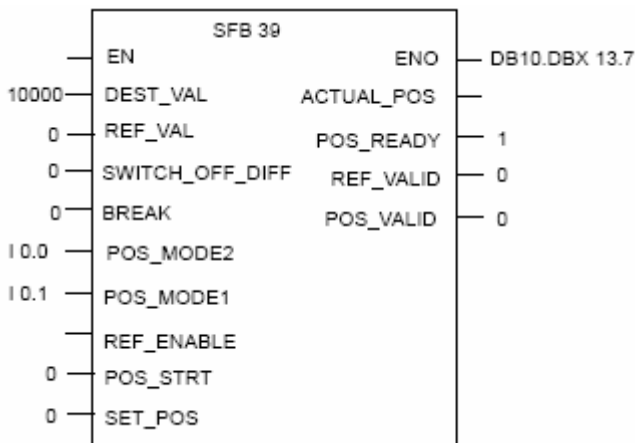 SFB 39
EN ENO DB10.DBX 13.7
10000 DEST_VAL ACTUAL_POS
0 REF_VAL POS_READY 1
0 SWITCH_OFF_DIFF REF_VALID 0
0 BREAK POS_VALID 0
I 0.0 POS_MODE2
I 0.1 POS_MODE1
REF_ENABLE
0 POS_STRT
0 SET_POS